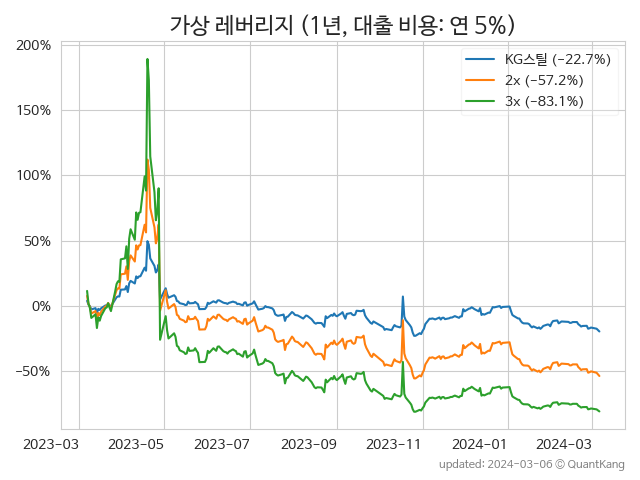 가상 레버리지 (1년, 대출 비용: 연 5%)
KG스틸 (−22.7%)
2x (−57.2%)
3x (−83.1%)
200%
150%
100%
50%
0%
−50%
2023-03
2023-05
2023-07
2023-09
2023-11
2024-01
2024-03
updated: 2024-03-06 © QuantKang